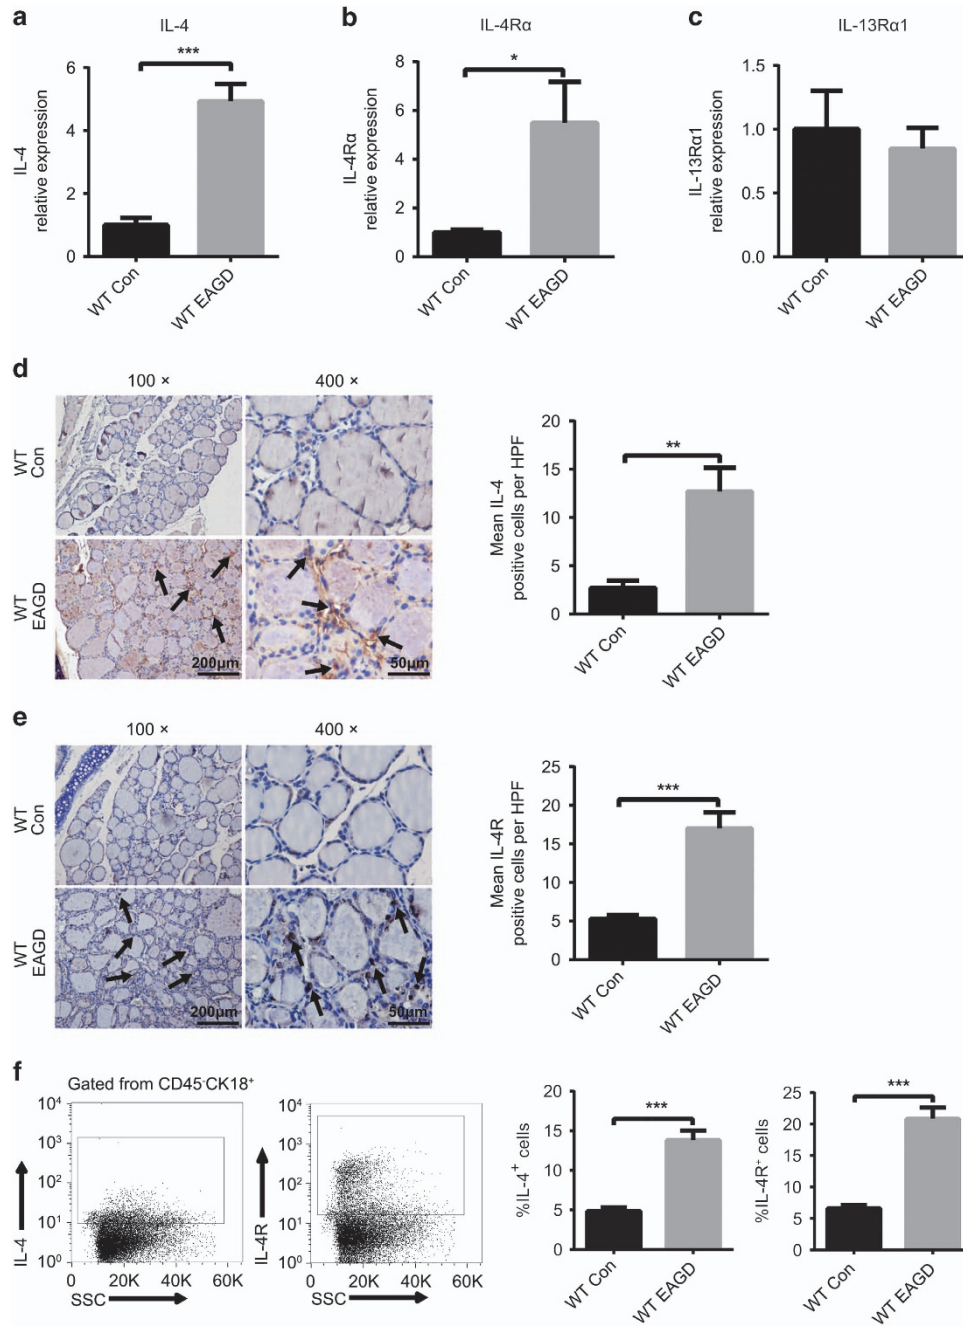 a
IL-4
***
IL-4
relative expression
6
4
2
0
WT Con
WT EAGD
b
IL-4Rα
*
IL-4Rα
relative expression
8
6
4
2
0
WT Con
WT EAGD
c
IL-13Rα1
IL-13Rα1
relative expression
1.5
1.0
0.5
0.0
WT Con
WT EAGD
d
100 ×
400 ×
WT
Con
WT
EAGD
200μm
50μm
**
Mean IL-4
positive cells per HPF
20
15
10
5
0
WT Con
WT EAGD
e
100 ×
400 ×
WT
Con
WT
EAGD
200μm
50μm
***
Mean IL-4R
positive cells per HPF
25
20
15
10
5
0
WT Con
WT EAGD
f
Gated from CD45⁻CK18⁺
IL-4
10⁴
10³
10²
10¹
10⁰
0
20K
40K
60K
SSC
IL-4R
10⁴
10³
10²
10¹
10⁰
0
20K
40K
60K
SSC
***
%IL-4⁺ cells
20
15
10
5
0
WT Con
WT EAGD
***
%IL-4R⁺ cells
25
20
15
10
5
0
WT Con
WT EAGD